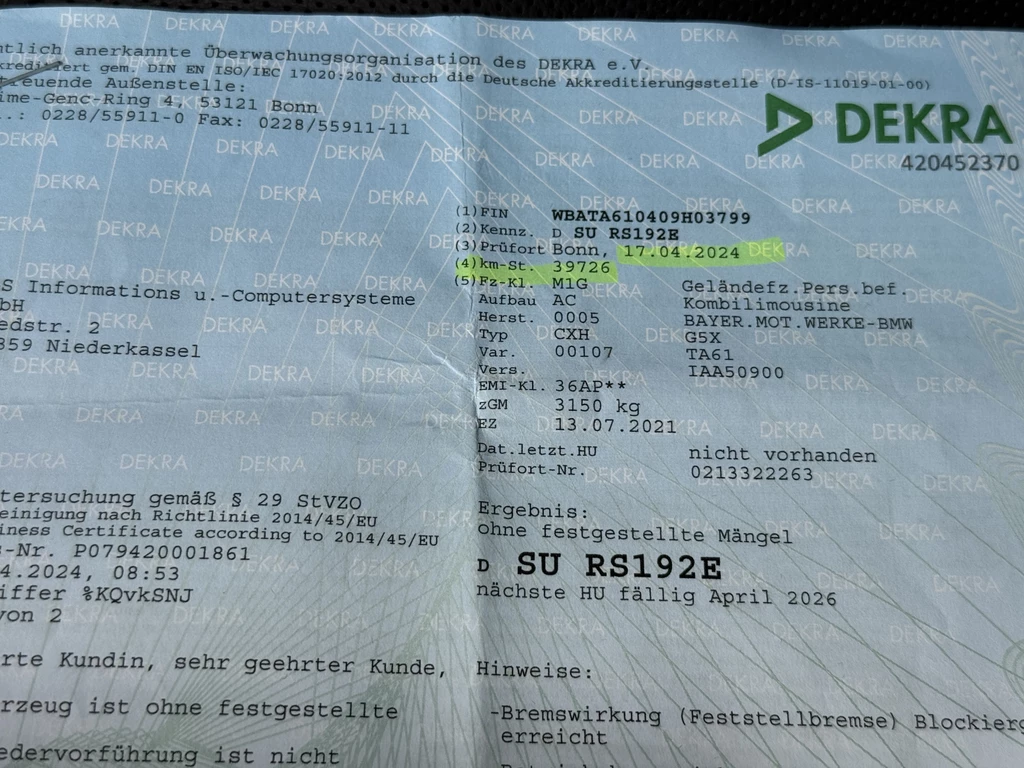 ntlich anerkannte Überwachungsorganisation des DEKRA e.V.
kreditiert gem. DIN EN ISO/IEC 17020:2012 durch die Deutsche Akkreditierungsstelle (D-IS-11019-01-00)
treuende Außenstelle:
ime-Genc-Ring 4, 53121 Bonn
.: 0228/55911-0 Fax: 0228/55911-11
DEKRA
420452370
(1) FIN WBATA610409H03799
(2) Kennz. D SU RS192E
(3) Prüfort Bonn, 17.04.2024
(4) km-St. 39726
(5) Fz-Kl. M1G Geländefz.Pers.bef.
Aufbau AC Kombilimousine
Herst. 0005 BAYER.MOT.WERKE-BMW
Typ CXH G5X
Var. 00107 TA61
Vers. IAA50900
EMI-Kl. 36AP**
zGM 3150 kg
EZ 13.07.2021
Dat.letzt.HU nicht vorhanden
Prüfort-Nr. 0213322263
S Informations u.-Computersysteme
bH
edstr. 2
859 Niederkassel
tersuchung gemäß § 29 StVZO
einigung nach Richtlinie 2014/45/EU
iness Certificate according to 2014/45/EU
s-Nr. P079420001861
4.2024, 08:53
iffer %KQvkSNJ
von 2
Ergebnis:
ohne festgestellte Mängel
D SU RS192E
nächste HU fällig April 2026
rte Kundin, sehr geehrter Kunde,
rzeug ist ohne festgestellte
edervorführung ist nicht
Hinweise:
-Bremswirkung (Feststellbremse) Blockierg
erreicht